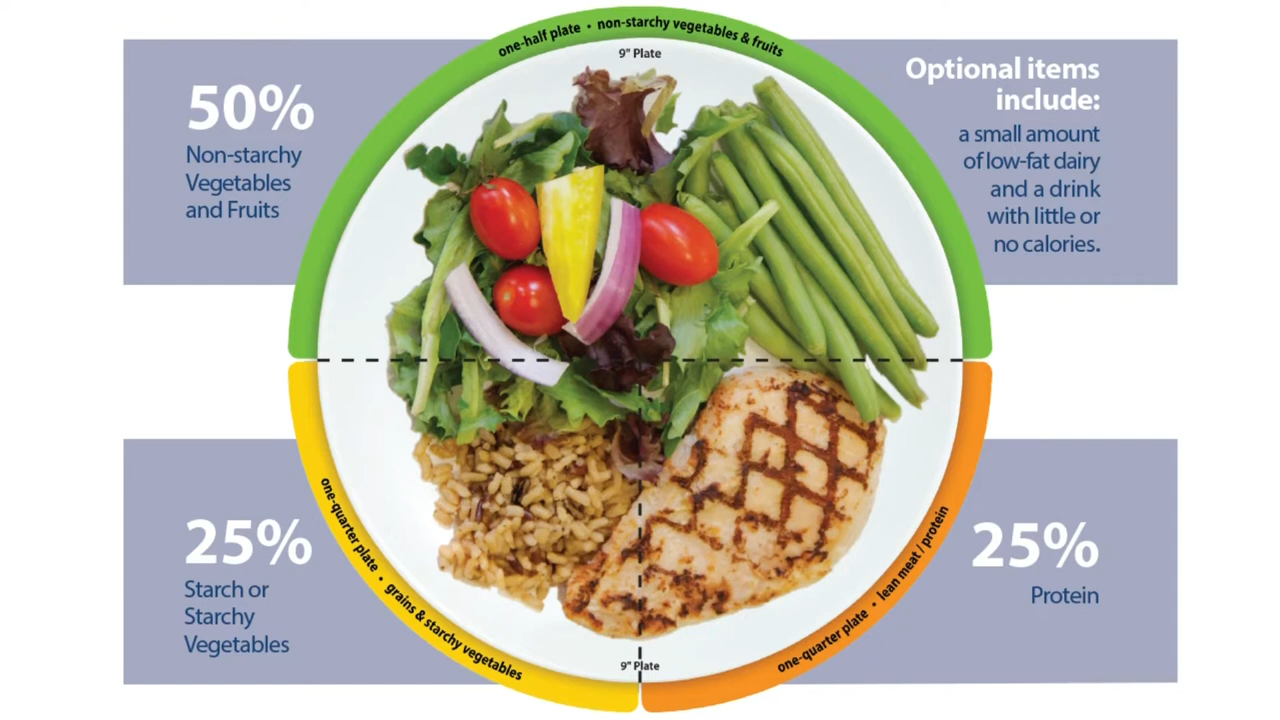 one-half plate • non-starchy vegetables & fruits
9" Plate
50%
Non-starchy
Vegetables
and Fruits
Optional items
include:
a small amount
of low-fat dairy
and a drink
with little or
no calories.
25%
Starch or
Starchy
Vegetables
one-quarter plate • grains & starchy vegetables
one-quarter plate • lean meat / protein
25%
Protein
9" Plate